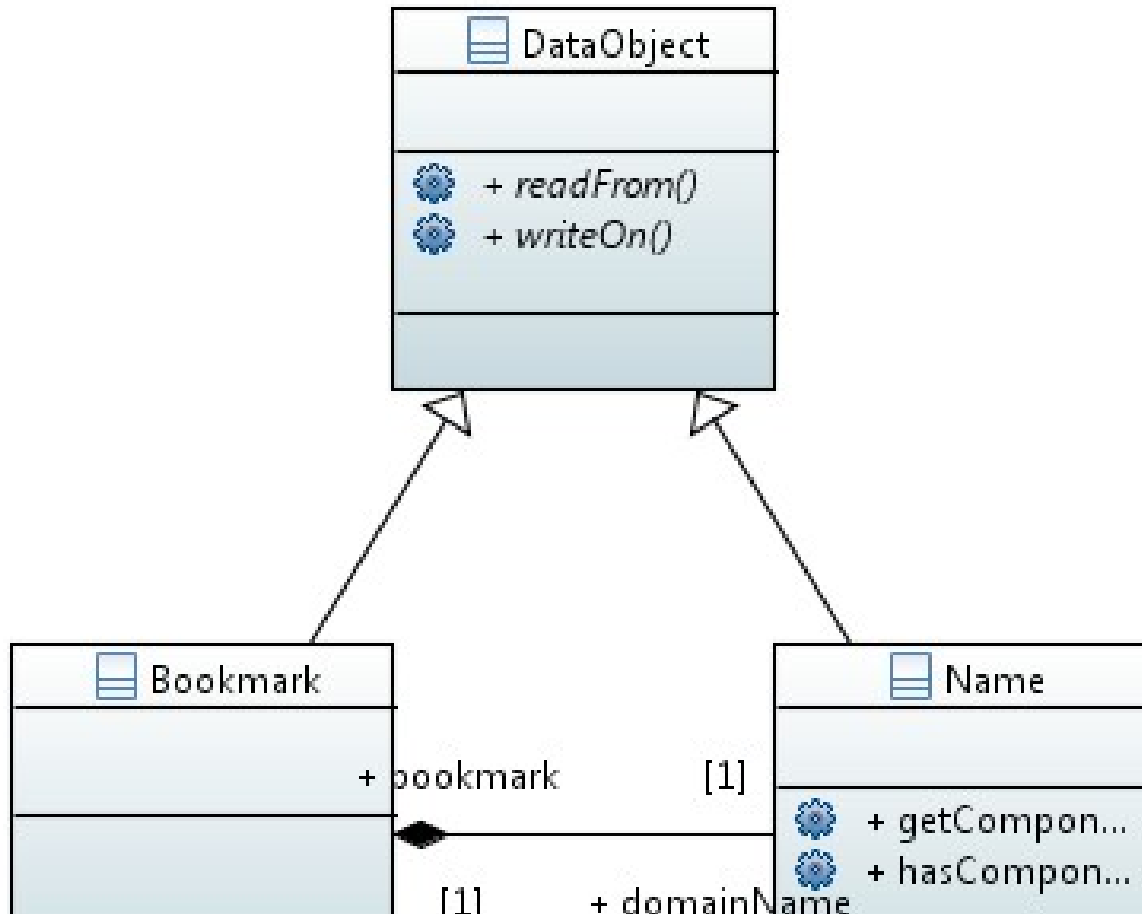 DataObject
+ readFrom()
+ writeOn()
Bookmark
Name
+ bookmark
[1]
+ getCompon...
+ hasCompon...
[1]
+ domainName